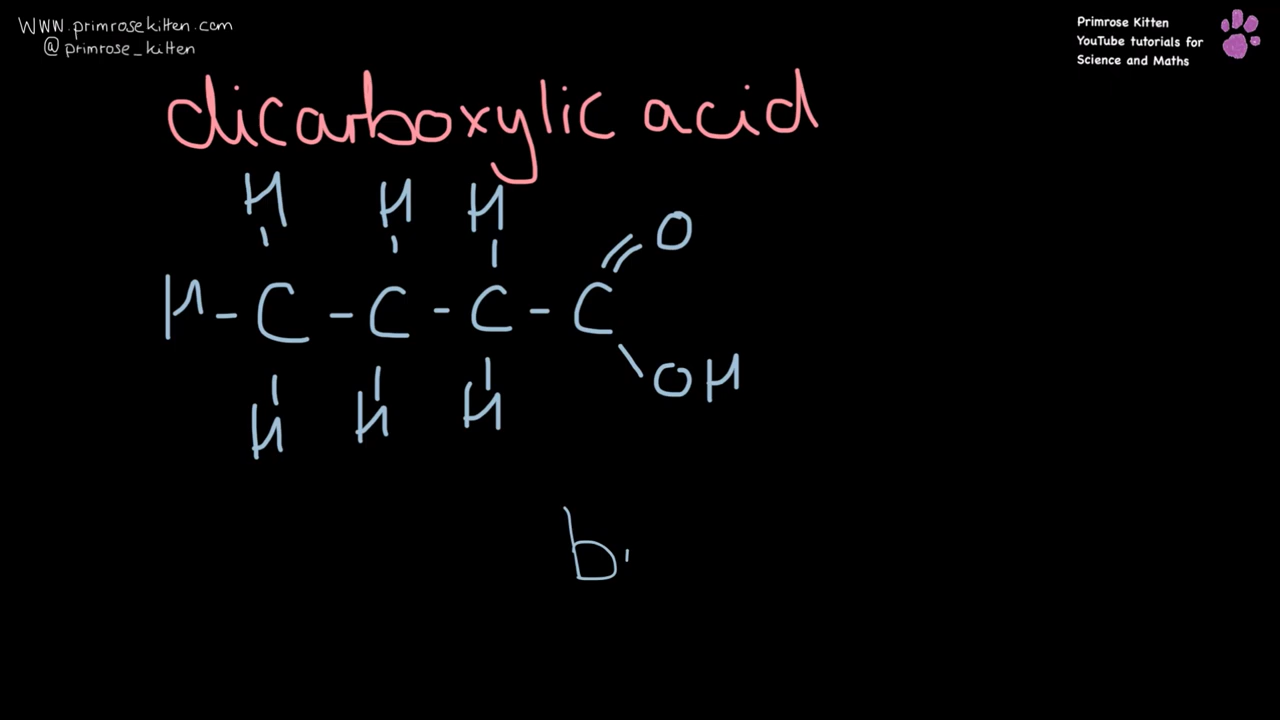 www.primrosekitten.com
@primrose_kitten
Primrose Kitten
YouTube tutorials for
Science and Maths
dicarboxylic acid
H H H
O
H - C - C - C - C
OH
H H H
b